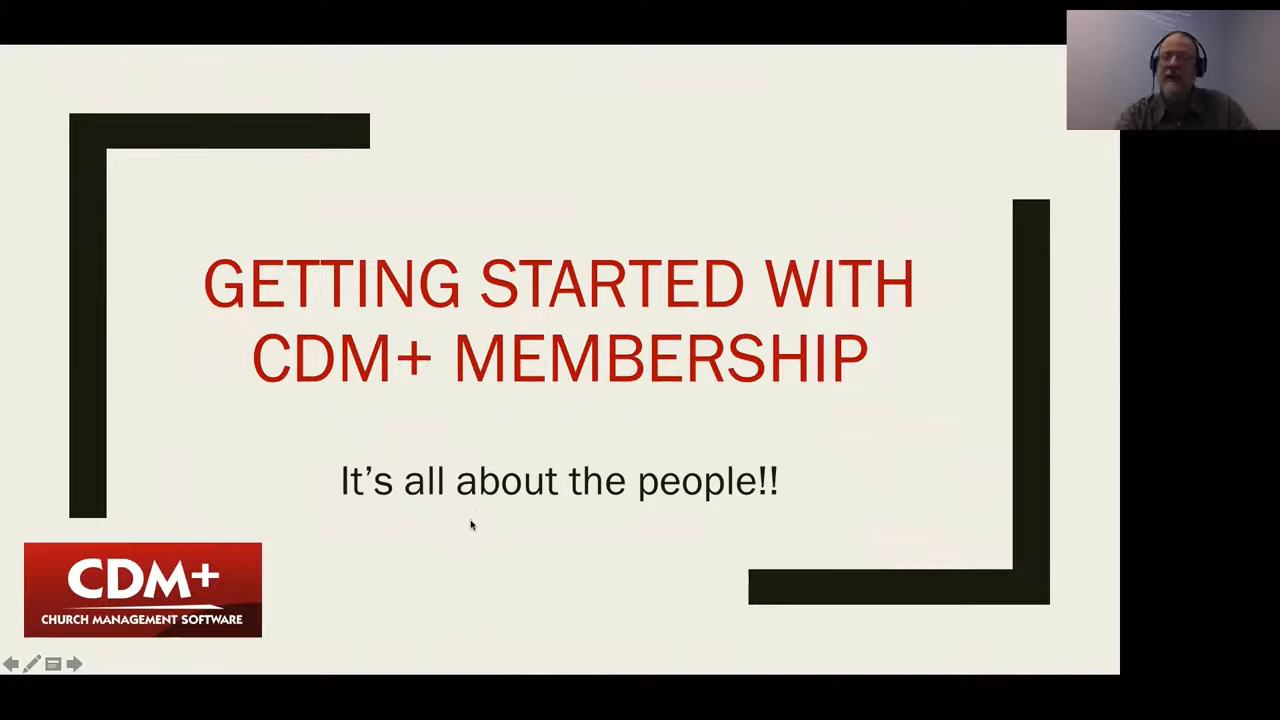 GETTING STARTED WITH
CDM+ MEMBERSHIP
It's all about the people!!
CDM+
CHURCH MANAGEMENT SOFTWARE